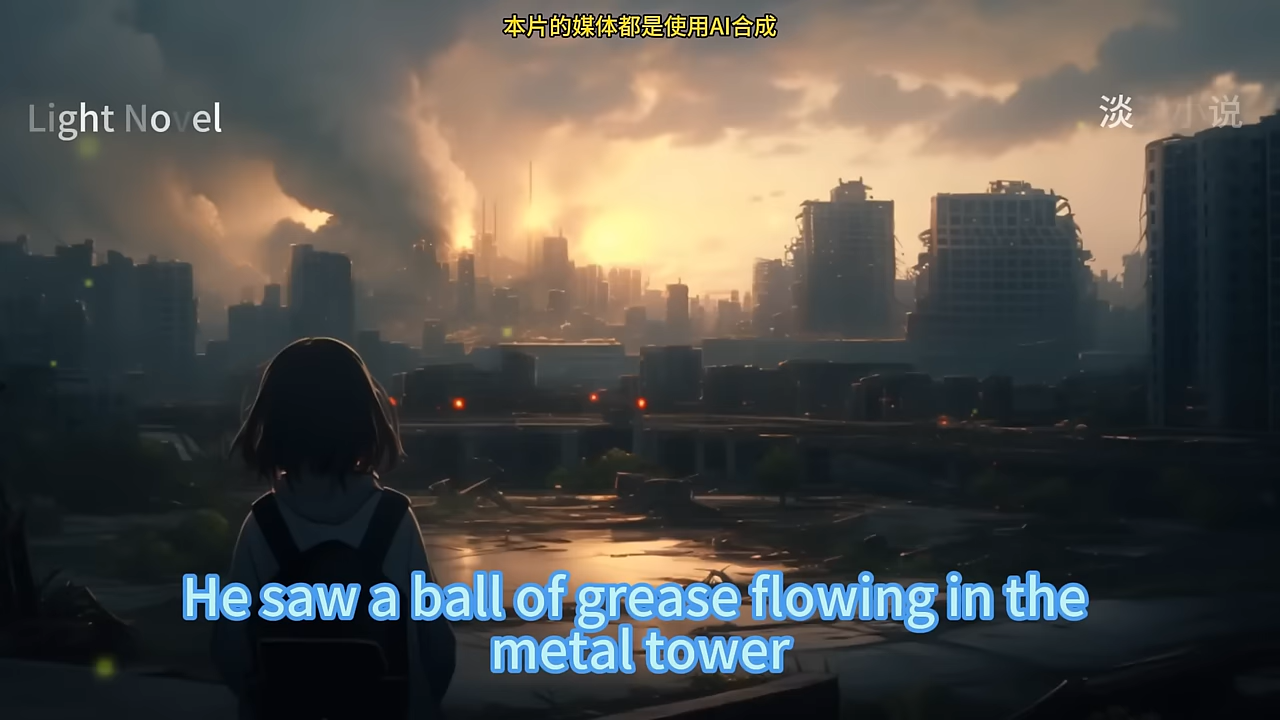 本片的媒体都是使用AI合成
Light Novel
淡 小说
He saw a ball of grease flowing in the
metal tower